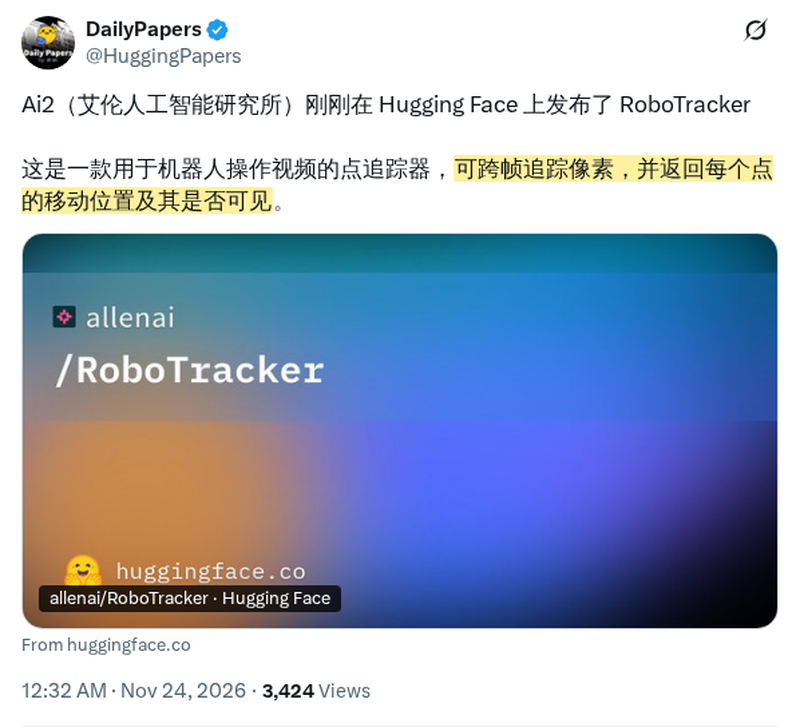 DailyPapers
@HuggingPapers
Ai2（艾伦人工智能研究所）刚刚在 Hugging Face 上发布了 RoboTracker
这是一款用于机器人操作视频的点追踪器，可跨帧追踪像素，并返回每个点
的移动位置及其是否可见。
allenai
/RoboTracker
huggingface.co
allenai/RoboTracker · Hugging Face
From huggingface.co
12:32 AM · Nov 24, 2026 · 3,424 Views